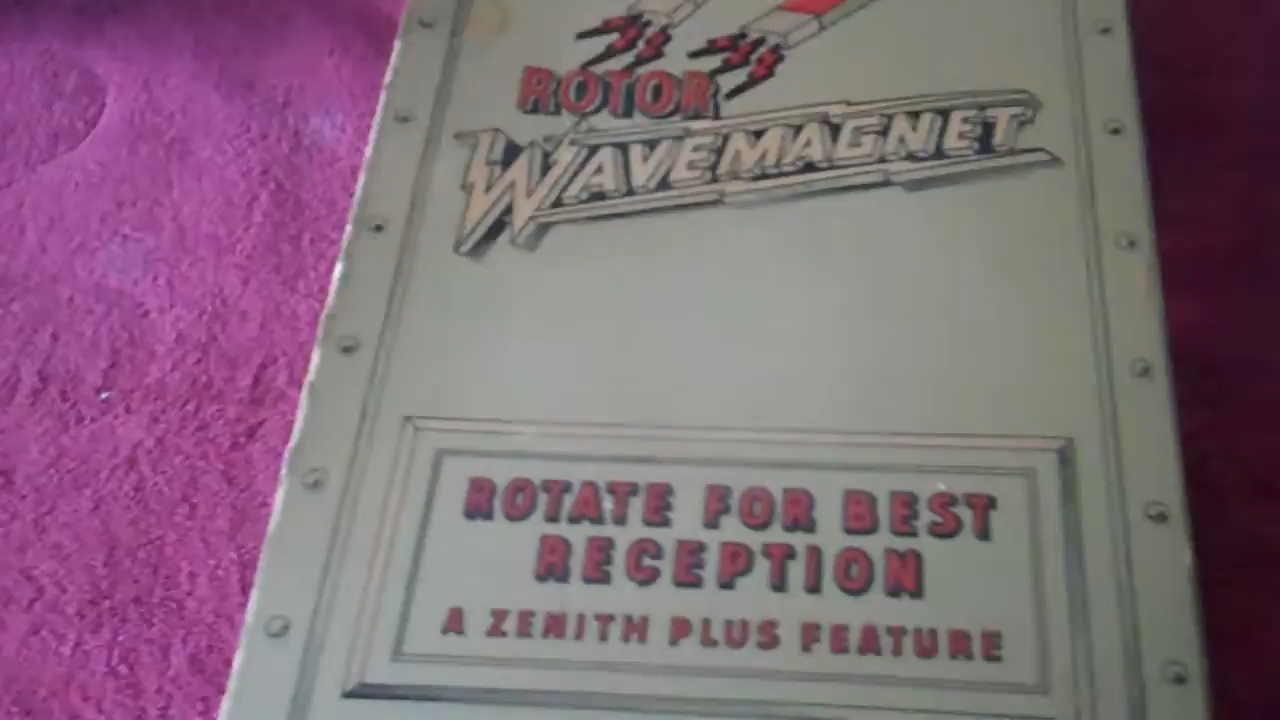 ROTOR
WAVEMAGNET
ROTATE FOR BEST
RECEPTION
A ZENITH PLUS FEATURE